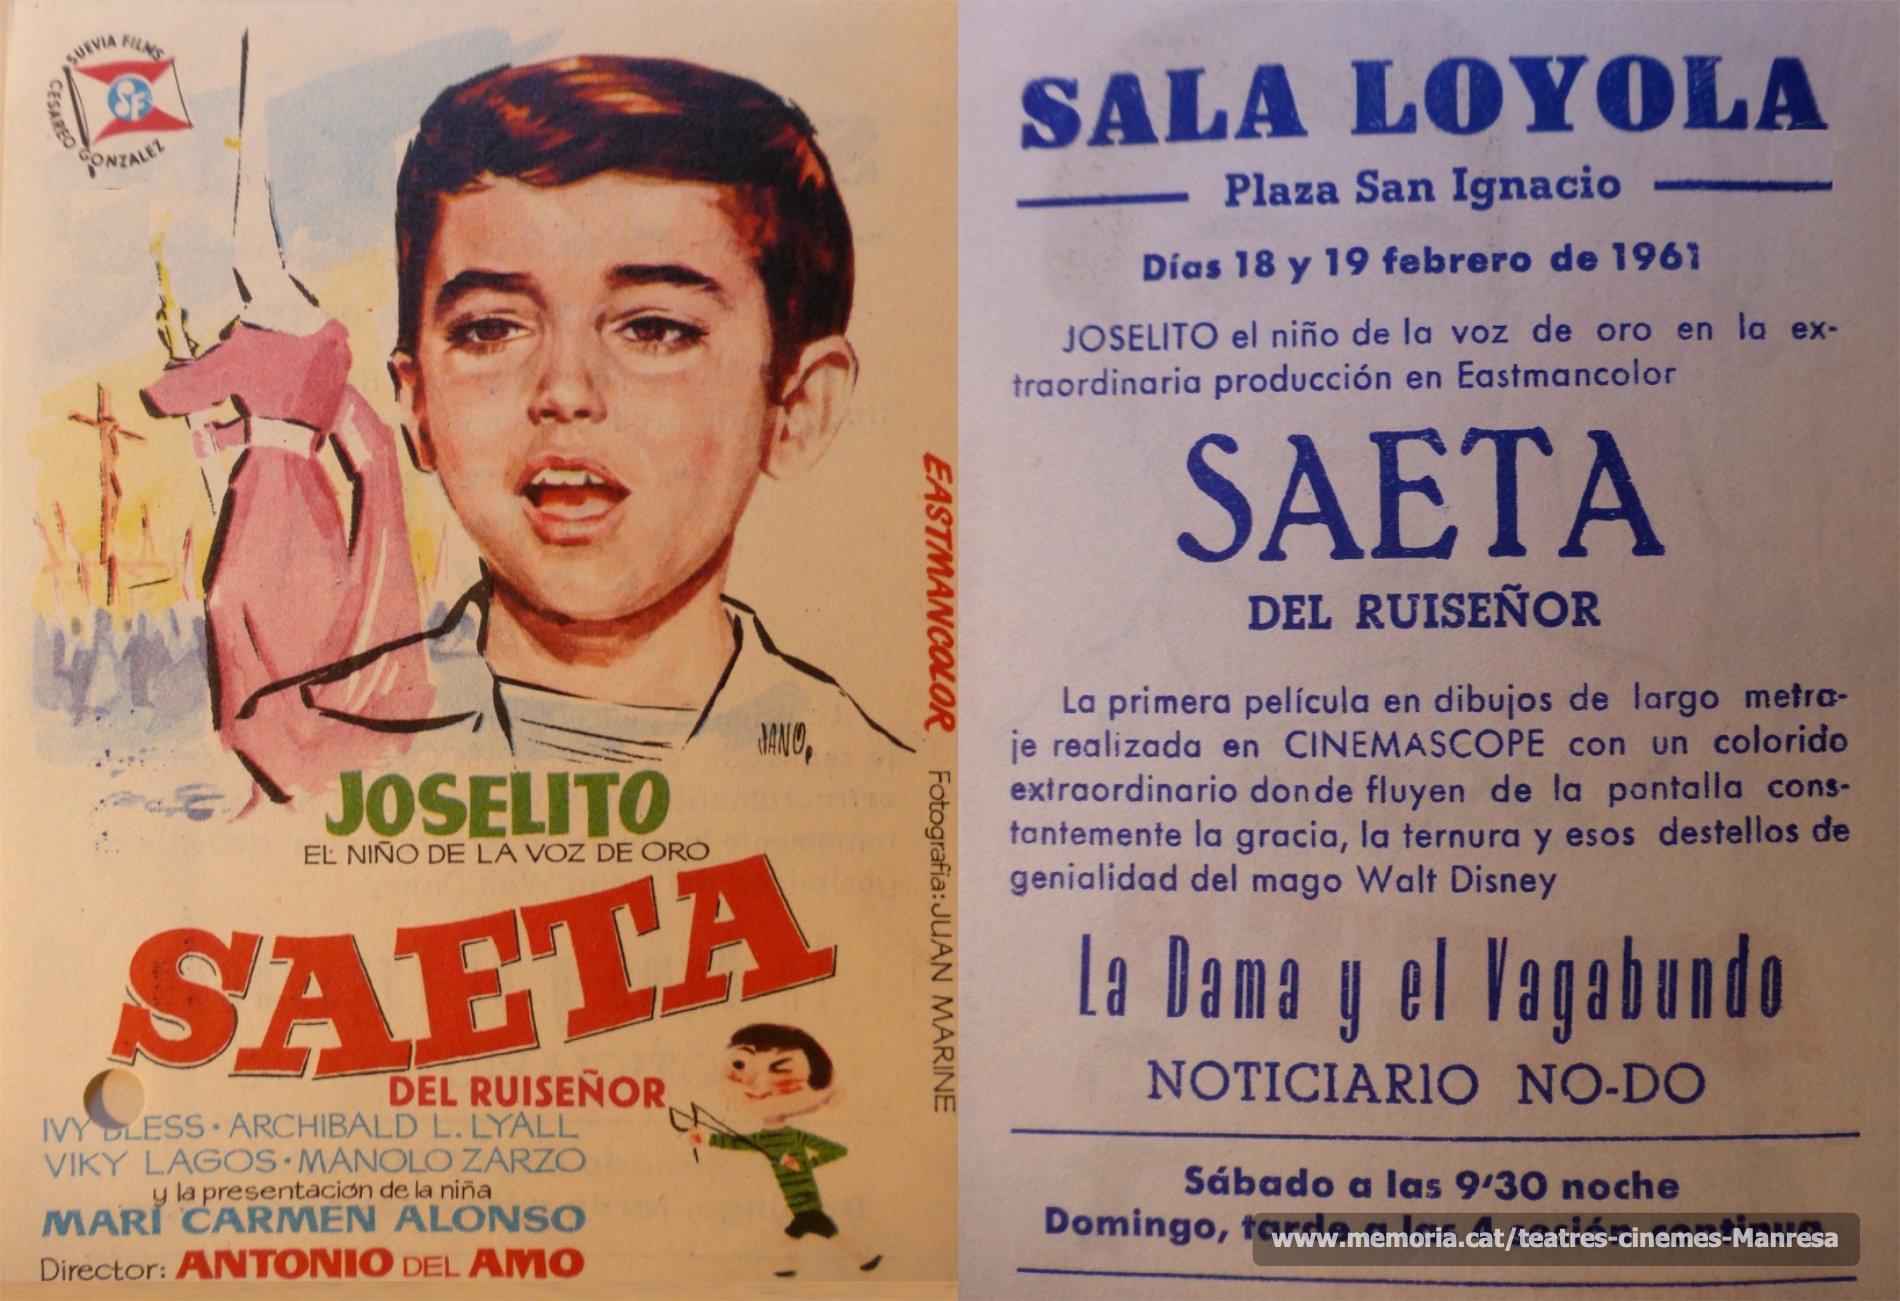 SUEVIA FILMS
CESAREO GONZALEZ
SF
EASTMANCOLOR
JANO.
JOSELITO
EL NIÑO DE LA VOZ DE ORO
Fotografía: JUAN MARINE
SAETA
DEL RUISEÑOR
IVY BLESS · ARCHIBALD L. LYALL
VIKY LAGOS · MANOLO ZARZO
y la presentación de la niña
MARI CARMEN ALONSO
Director: ANTONIO DEL AMO
SALA LOYOLA
Plaza San Ignacio
Días 18 y 19 febrero de 1961
JOSELITO el niño de la voz de oro en la ex-
traordinaria producción en Eastmancolor
SAETA
DEL RUISEÑOR
La primera película en dibujos de largo metra-
je realizada en CINEMASCOPE con un colorido
extraordinario donde fluyen de la pantalla cons-
tantemente la gracia, la ternura y esos destellos de
genialidad del mago Walt Disney
La Dama y el Vagabundo
NOTICIARIO NO-DO
Sábado a las 9'30 noche
Domingo, tarde a las 4 sesión continua
www.memoria.cat/teatres-cinemes-Manresa